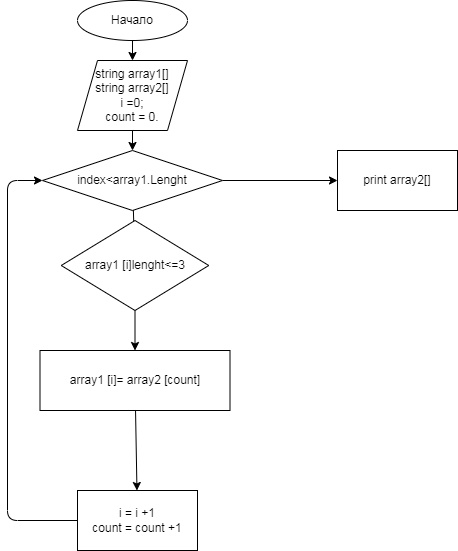 Начало
string array1[]
string array2[]
i =0;
count = 0.
index<array1.Lenght
print array2[]
array1 [i]lenght<=3
array1 [i]= array2 [count]
i = i +1
count = count +1